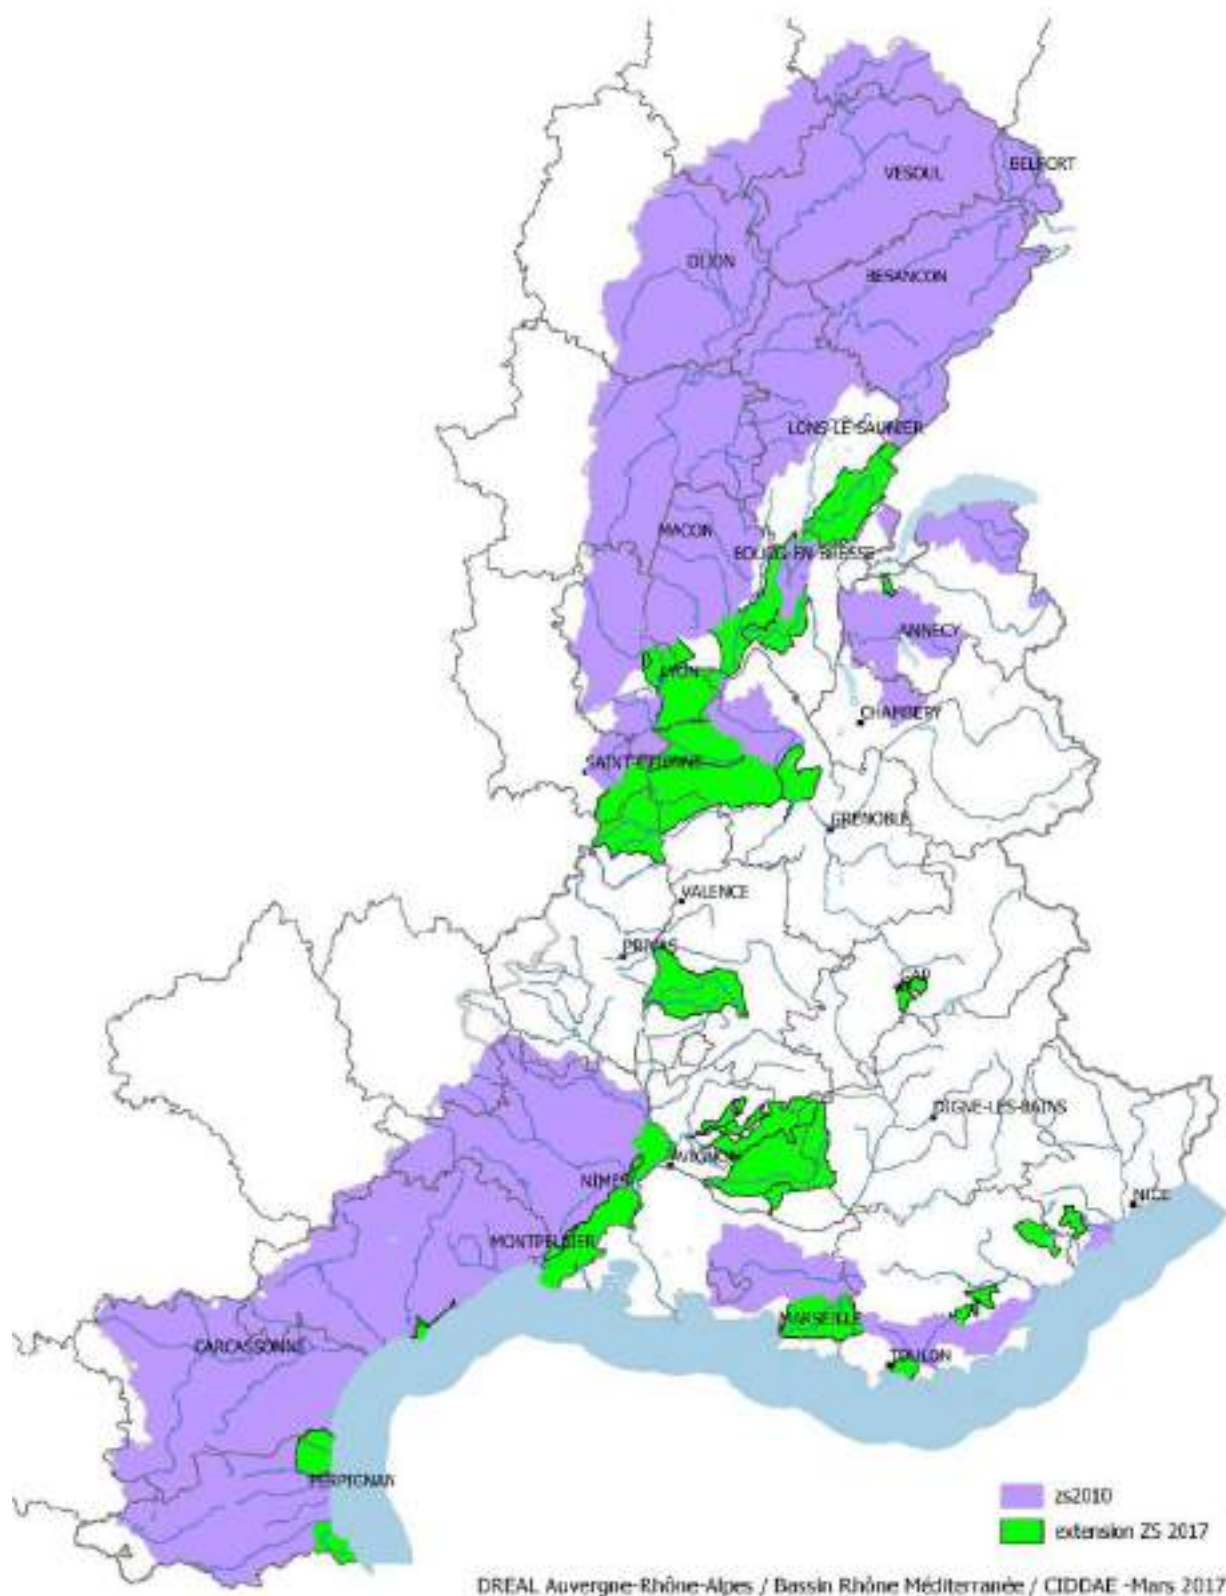 BELFORT
VESOUL
DIJON
BESANCON
LONS-LE-SAUNIER
MACON
BOURG-EN-BRESSE
ANNECY
LYON
CHAMBERY
SAINT-ETIENNE
GRENOBLE
VALENCE
PRIVAS
GAP
DIGNE-LES-BAINS
AVIGNON
NIMES
NICE
MONTPELLIER
MARSEILLE
CARCASSONNE
TOULON
PERPIGNAN
zs2010
extension ZS 2017
DREAL Auvergne-Rhône-Alpes / Bassin Rhône Méditerranée / CIDDAE -Mars 2017